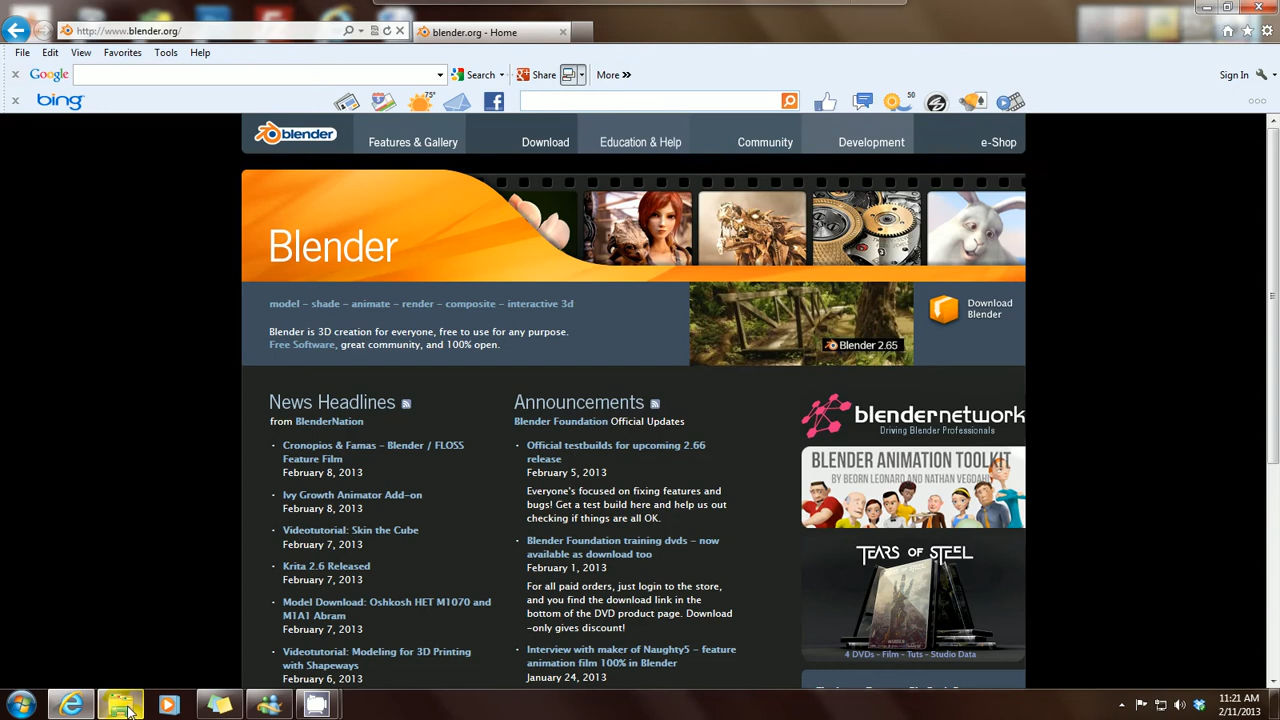 http://www.blender.org/
blender.org - Home
File Edit View Favorites Tools Help
Google Search Share More » Sign In
bing 75° 50
blender Features & Gallery Download Education & Help Community Development e-Shop
Blender
model – shade – animate – render – composite – interactive 3d
Blender is 3D creation for everyone, free to use for any purpose.
Free Software, great community, and 100% open.
Blender 2.65
Download
Blender
News Headlines
from BlenderNation
Cronopios & Famas – Blender / FLOSS
Feature Film
February 8, 2013
Ivy Growth Animator Add-on
February 8, 2013
Videotutorial: Skin the Cube
February 7, 2013
Krita 2.6 Released
February 7, 2013
Model Download: Oshkosh HET M1070 and
M1A1 Abram
February 7, 2013
Videotutorial: Modeling for 3D Printing
with Shapeways
February 6, 2013
Announcements
Blender Foundation Official Updates
Official testbuilds for upcoming 2.66
release
February 5, 2013
Everyone's focused on fixing features and
bugs! Get a test build here and help us out
checking if things are all OK.
Blender Foundation training dvds – now
available as download too
February 1, 2013
For all paid orders, just login to the store,
and you find the download link in the
bottom of the DVD product page. Download
-only gives discount!
Interview with maker of Naughty5 – feature
animation film 100% in Blender
January 24, 2013
blendernetwork
Driving Blender Professionals
BLENDER ANIMATION TOOLKIT
BY BEORN LEONARD AND NATHAN VEGDAHL
TEARS OF STEEL
4 DVDs - Film - Tuts - Studio Data
11:21 AM
2/11/2013